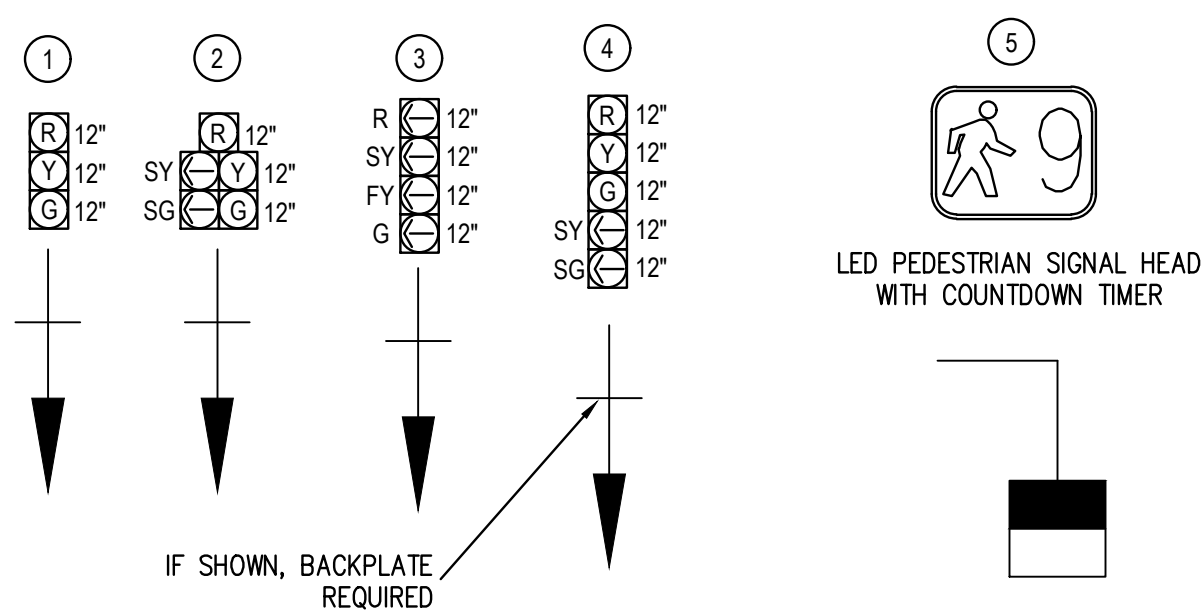 1
R 12"
Y 12"
G 12"
2
R 12"
SY Y 12"
SG G 12"
3
R 12"
SY 12"
FY 12"
G 12"
4
R 12"
Y 12"
G 12"
SY 12"
SG 12"
5
9
LED PEDESTRIAN SIGNAL HEAD
WITH COUNTDOWN TIMER
IF SHOWN, BACKPLATE
REQUIRED